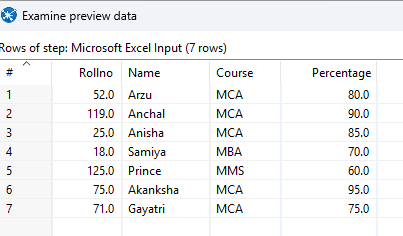 Examine preview data
Rows of step: Microsoft Excel Input (7 rows)
# Rollno Name Course Percentage
1 52.0 Arzu MCA 80.0
2 119.0 Anchal MCA 90.0
3 25.0 Anisha MCA 85.0
4 18.0 Samiya MBA 70.0
5 125.0 Prince MMS 60.0
6 75.0 Akanksha MCA 95.0
7 71.0 Gayatri MCA 75.0